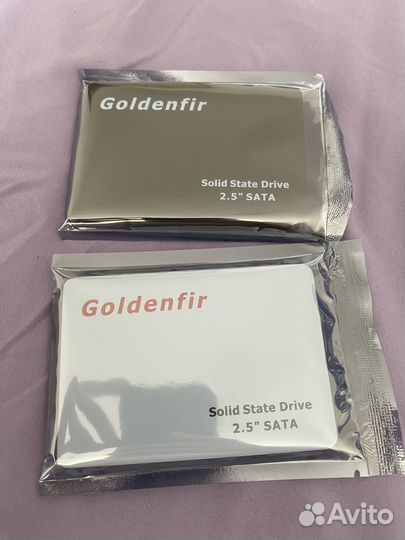 Goldenfir
Solid State Drive
2.5" SATA
Goldenfir
Solid State Drive
2.5" SATA
Avito